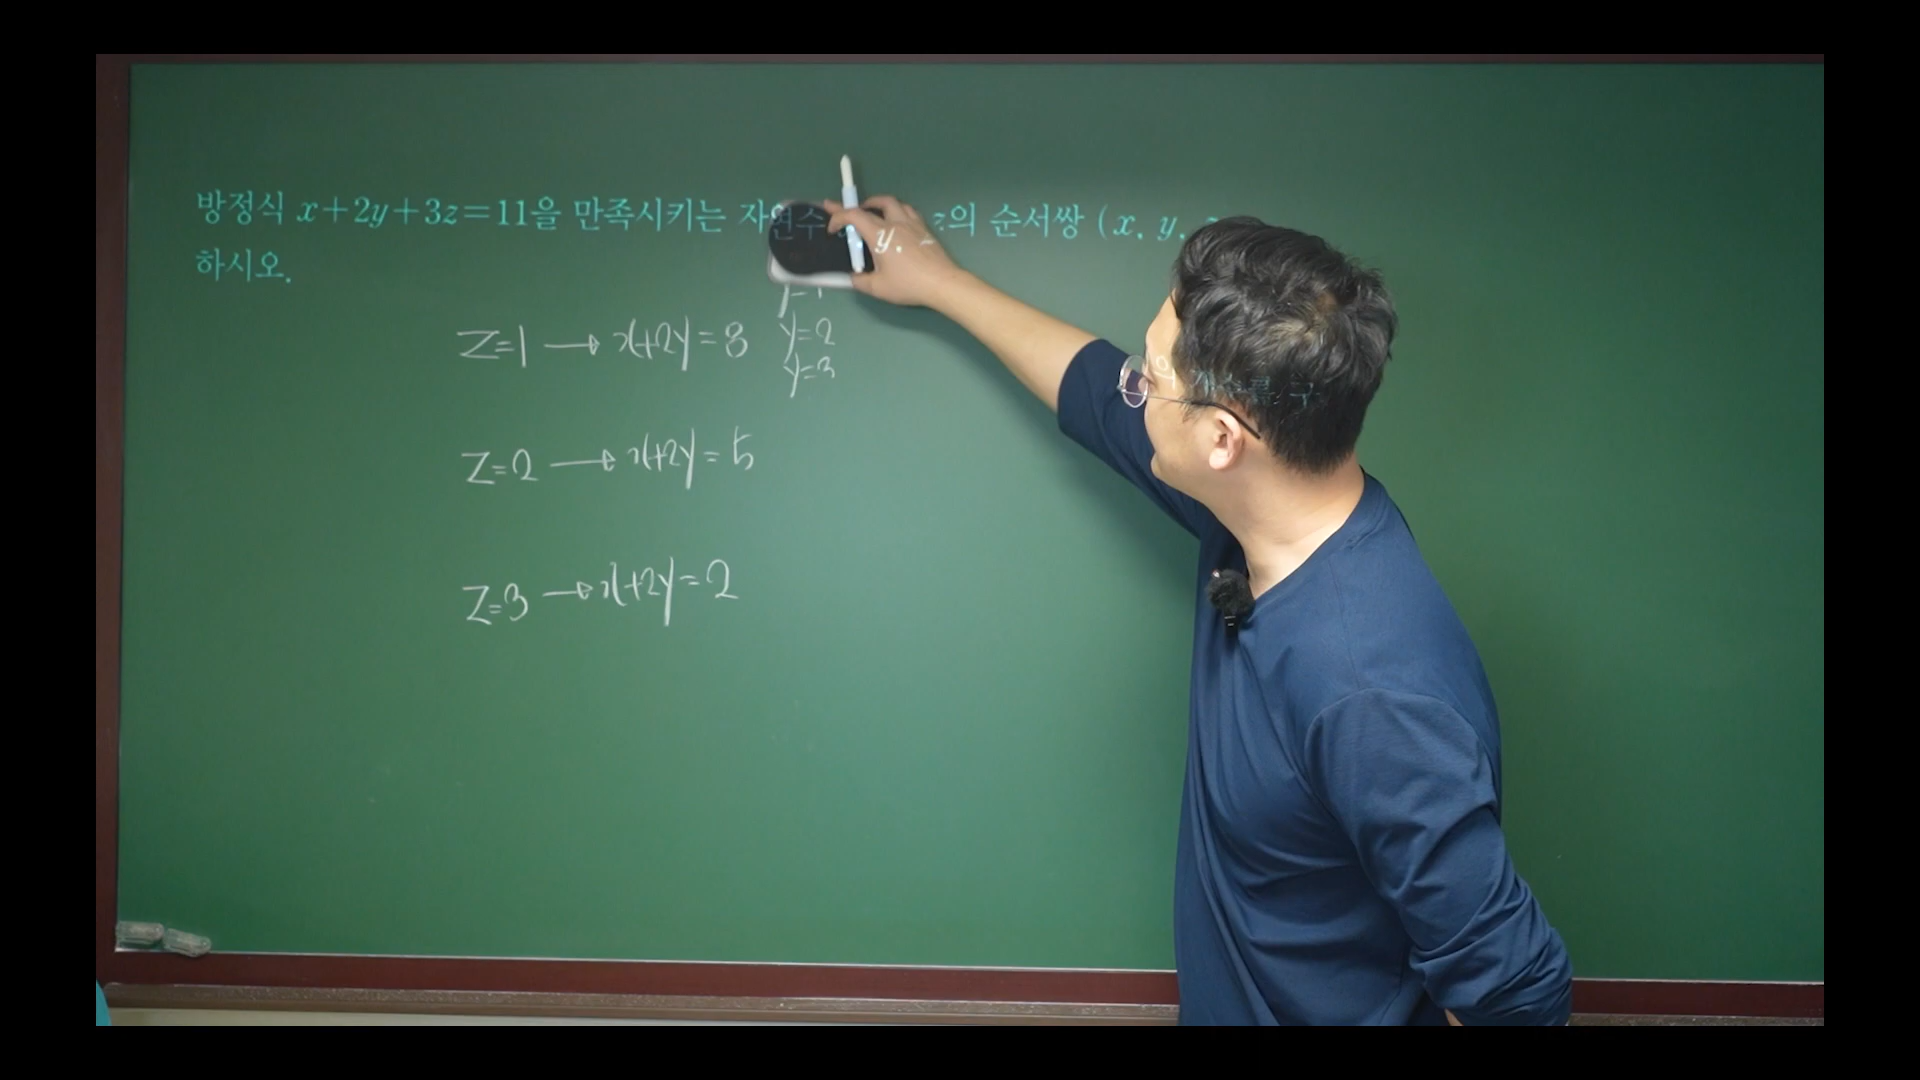 방정식 x+2y+3z=11을 만족시키는 자연수 y, z의 순서쌍 (x, y,
하시오.
z=1 → x+2y=8
y=2
y=3
z=2 → x+2y=5
z=3 → x+2y=2